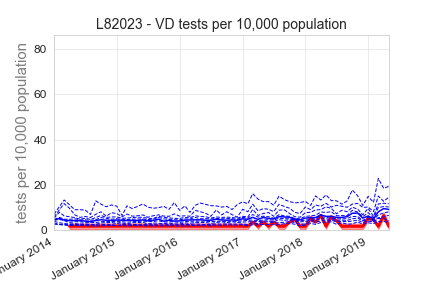 L82023 - VD tests per 10,000 population
tests per 10,000 population
80
60
40
20
0
nuary 2014
January 2015
January 2016
January 2017
January 2018
January 2019